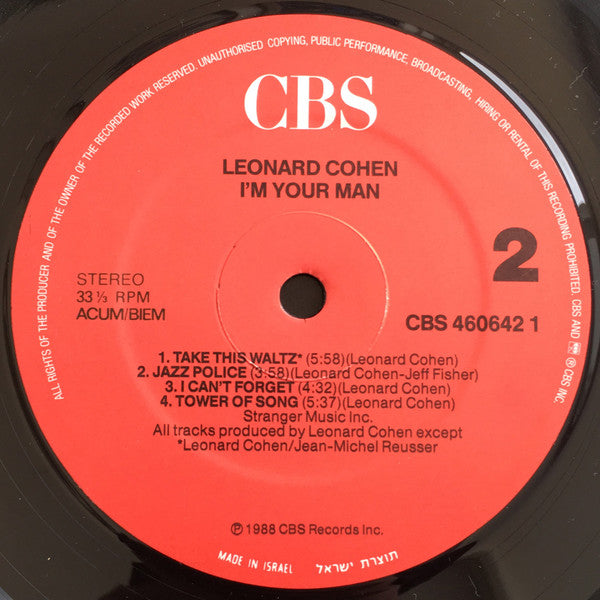 ALL RIGHTS OF THE PRODUCER AND OF THE OWNER OF THE RECORDED WORK RESERVED. UNAUTHORISED COPYING, PUBLIC PERFORMANCE, BROADCASTING, HIRING OR RENTAL OF THIS RECORDING PROHIBITED. CBS AND ® CBS INC.
CBS
LEONARD COHEN
I'M YOUR MAN
2
STEREO
33 ⅓ RPM
ACUM/BIEM
CBS 460642 1
1. TAKE THIS WALTZ* (5:58)(Leonard Cohen)
2. JAZZ POLICE (3:58)(Leonard Cohen-Jeff Fisher)
3. I CAN'T FORGET (4:32)(Leonard Cohen)
4. TOWER OF SONG (5:37)(Leonard Cohen)
Stranger Music Inc.
All tracks produced by Leonard Cohen except
*Leonard Cohen/Jean-Michel Reusser
℗ 1988 CBS Records Inc.
MADE IN ISRAEL תוצרת ישראל